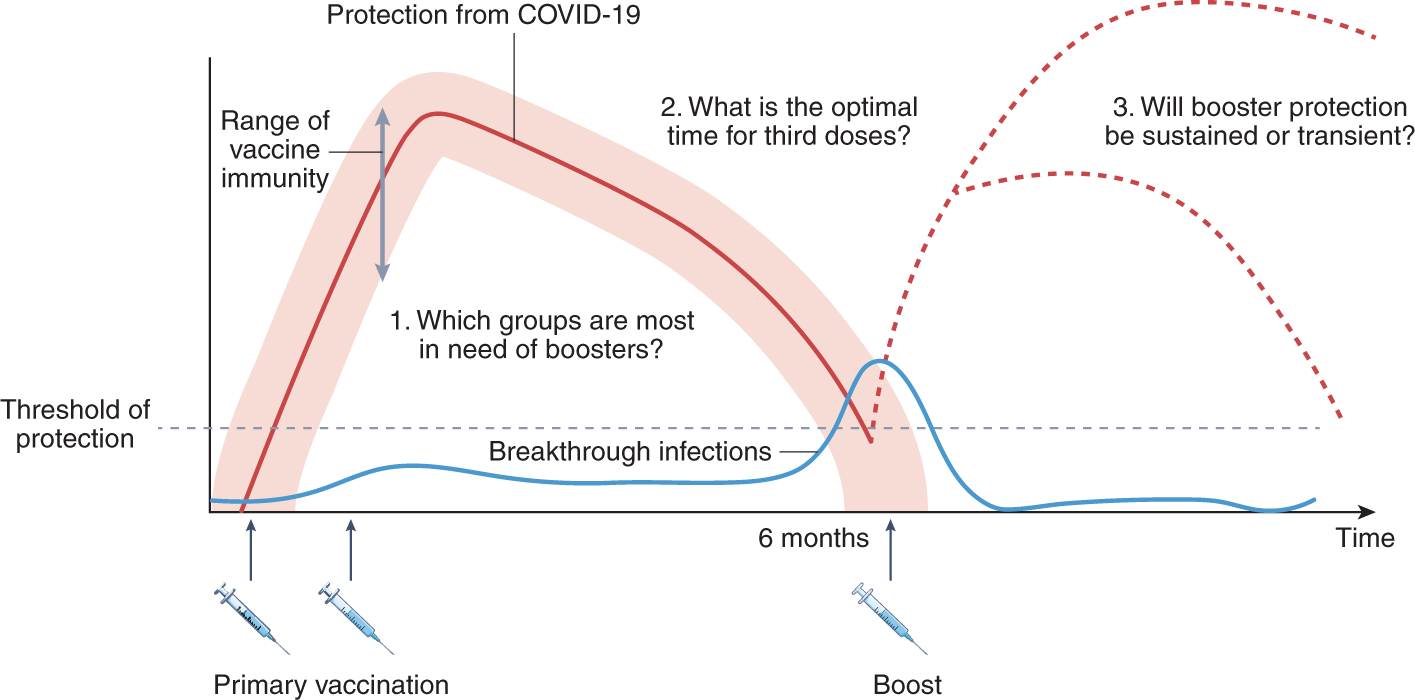 Protection from COVID-19
Range of
vaccine
immunity
2. What is the optimal
time for third doses?
3. Will booster protection
be sustained or transient?
1. Which groups are most
in need of boosters?
Threshold of
protection
Breakthrough infections
6 months
Time
Primary vaccination
Boost